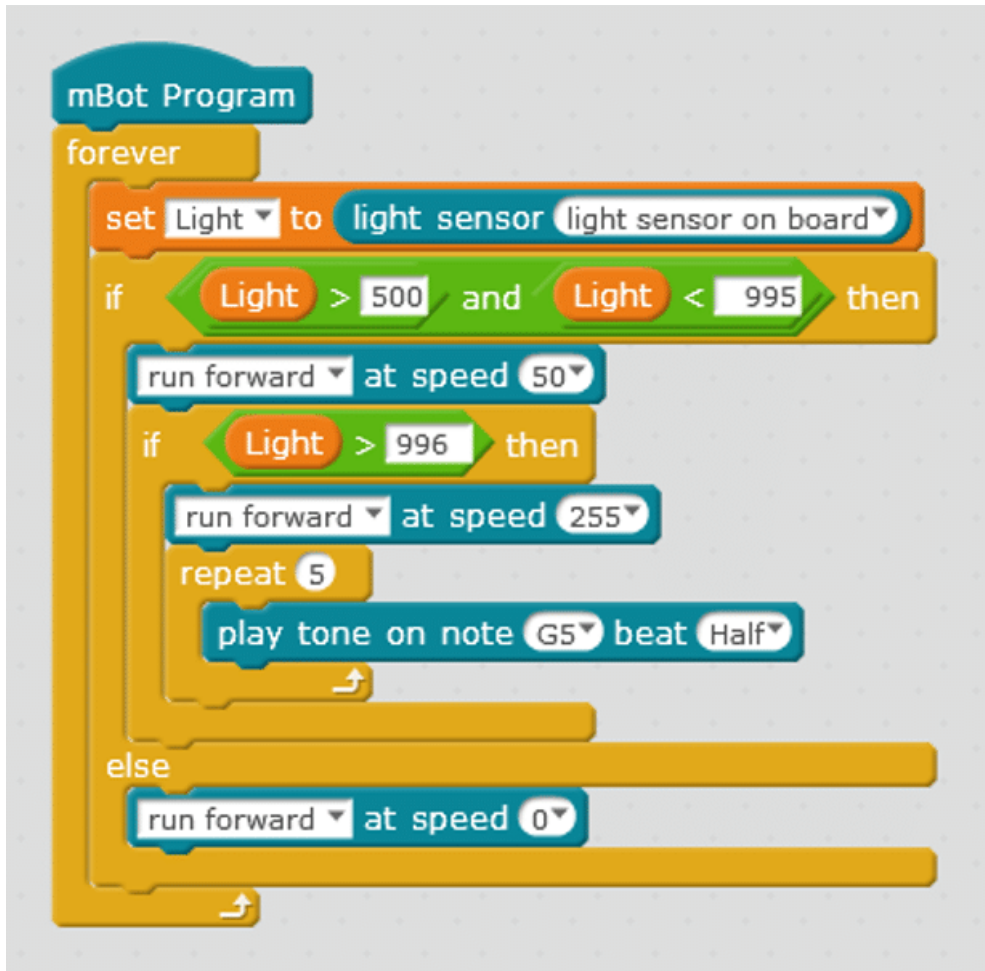 mBot Program
forever
set Light to light sensor light sensor on board
if Light > 500 and Light < 995 then
run forward at speed 50
if Light > 996 then
run forward at speed 255
repeat 5
play tone on note G5 beat Half
else
run forward at speed 0